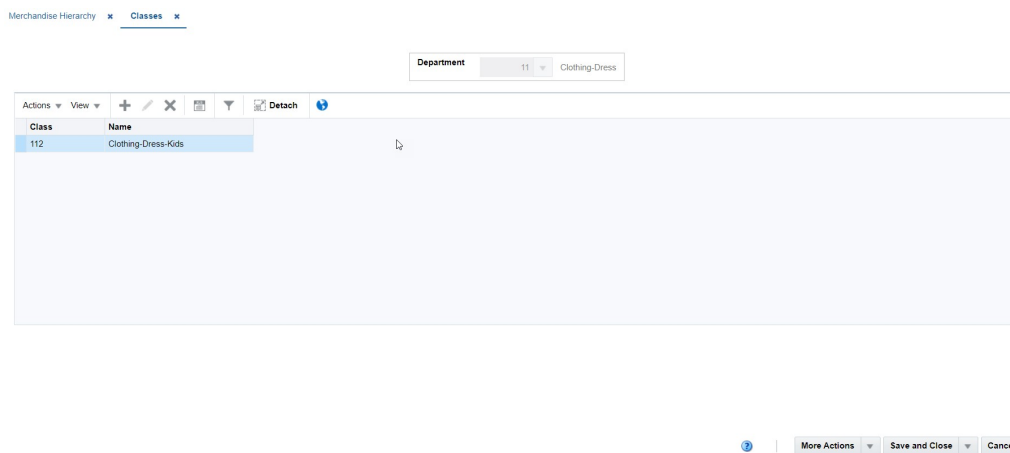 Merchandise Hierarchy Classes
Department 11 Clothing-Dress
Actions View Detach
Class Name
112 Clothing-Dress-Kids
More Actions Save and Close